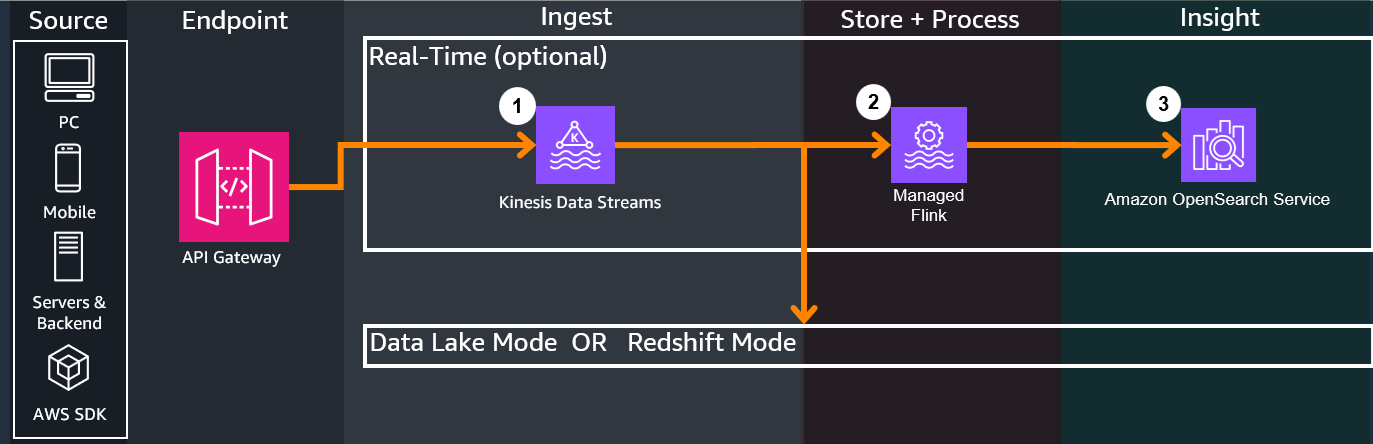 Source
Endpoint
Ingest
Store + Process
Insight
PC
Mobile
Servers &
Backend
AWS SDK
</>
API Gateway
Real-Time (optional)
1
K
Kinesis Data Streams
2
Managed
Flink
3
Amazon OpenSearch Service
Data Lake Mode OR Redshift Mode